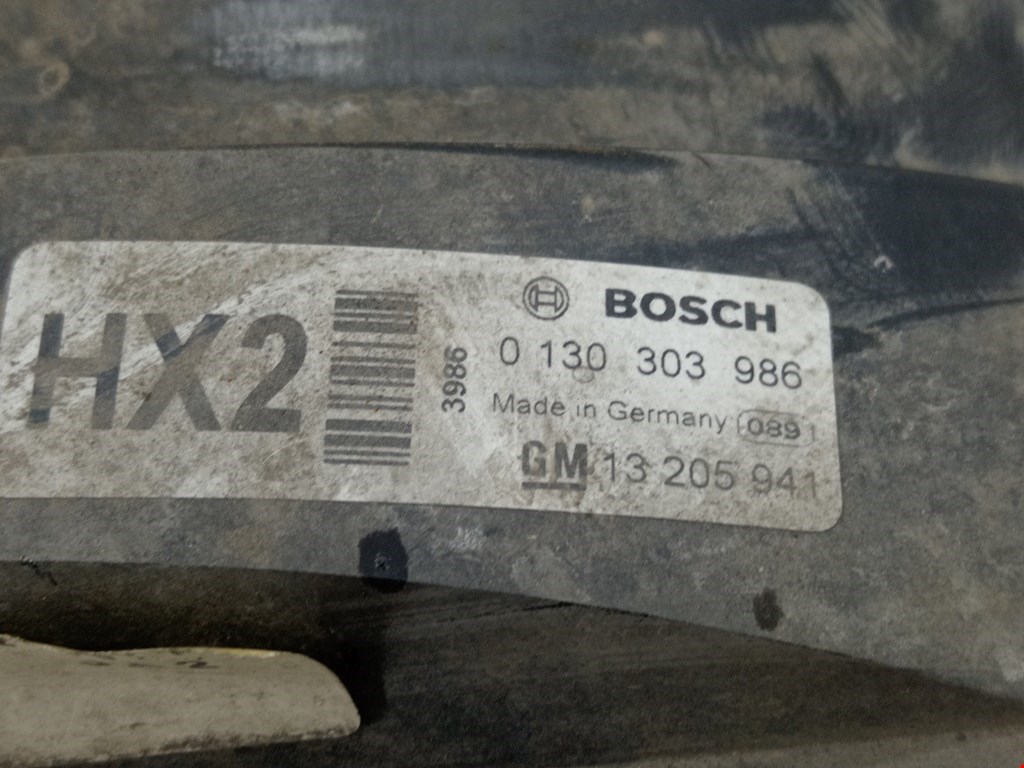 HX2
3986
BOSCH
0 130 303 986
Made in Germany 089
GM 13 205 941